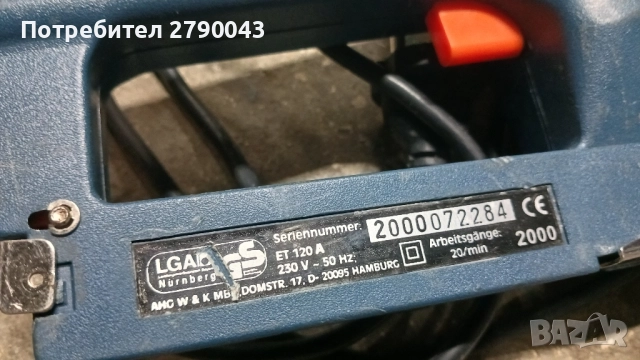 Потребител 2790043
Seriennummer: 2000072284 CE
LGA GS
Nürnberg
ET 120 A
230 V ~ 50 Hz
Arbeitsgänge: 2000
20/min
AHG W & K DOMSTR. 17, D- 20095 HAMBURG
BAZAR